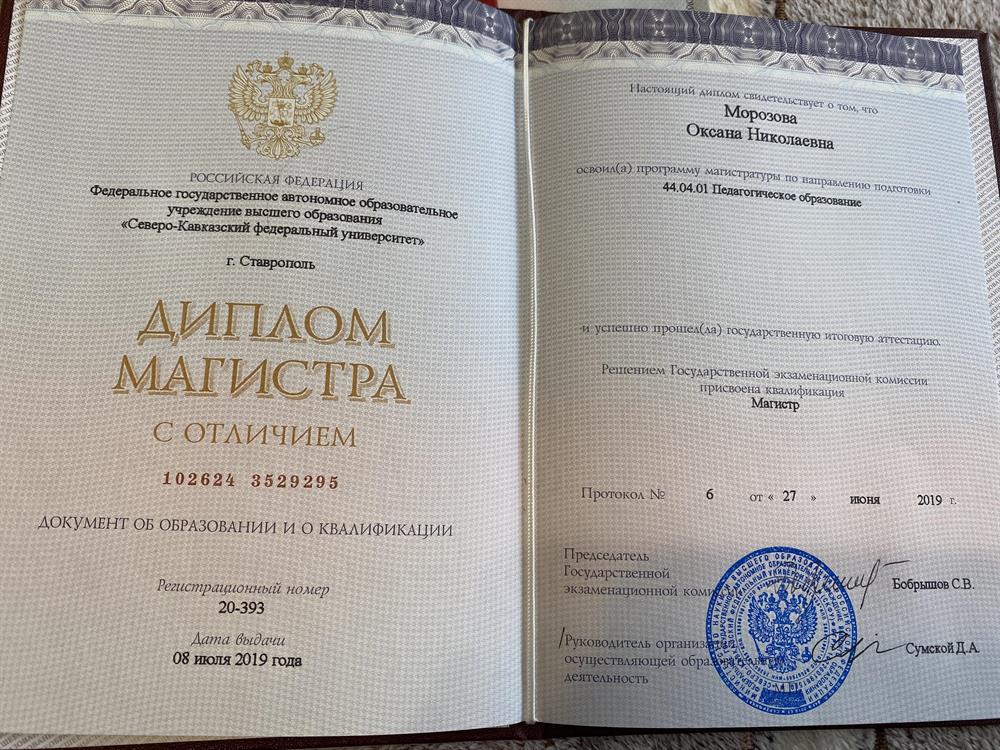 РОССИЙСКАЯ ФЕДЕРАЦИЯ
Федеральное государственное автономное образовательное
учреждение высшего образования
«Северо-Кавказский федеральный университет»
г. Ставрополь
ДИПЛОМ
МАГИСТРА
С ОТЛИЧИЕМ
102624 3529295
ДОКУМЕНТ ОБ ОБРАЗОВАНИИ И О КВАЛИФИКАЦИИ
Регистрационный номер
20-393
Дата выдачи
08 июля 2019 года
Настоящий диплом свидетельствует о том, что
Морозова
Оксана Николаевна
освоил(а) программу магистратуры по направлению подготовки
44.04.01 Педагогическое образование
и успешно прошел(ла) государственную итоговую аттестацию.
Решением Государственной экзаменационной комиссии
присвоена квалификация
Магистр
Протокол № 6 от « 27 » июня 2019 г.
Председатель
Государственной
экзаменационной комиссии
Бобрышов С.В.
Руководитель организации,
осуществляющей образовательную
деятельность
Сумской Д.А.